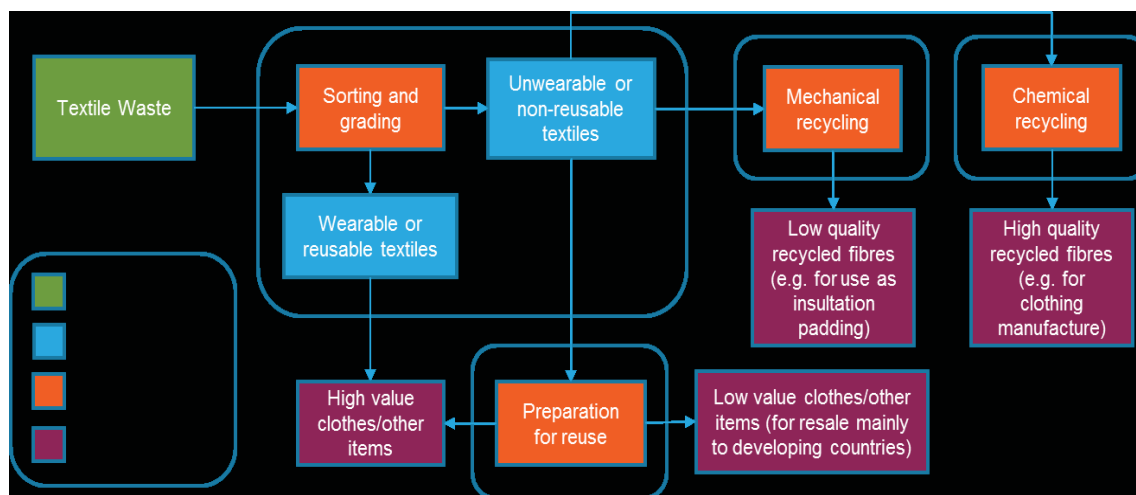 Textile Waste
Sorting and
grading
Unwearable or
non-reusable
textiles
Mechanical
recycling
Chemical
recycling
Wearable or
reusable textiles
Low quality
recycled fibres
(e.g. for use as
insultation
padding)
High quality
recycled fibres
(e.g. for
clothing
manufacture)
High value
clothes/other
items
Preparation
for reuse
Low value clothes/other
items (for resale mainly
to developing countries)